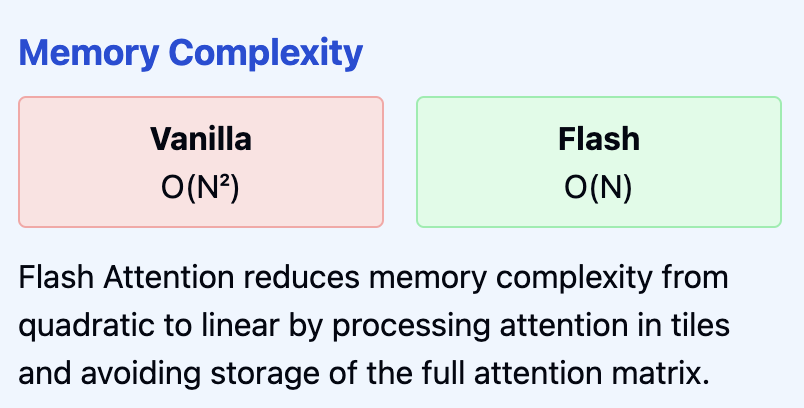 Memory Complexity
Vanilla
O(N²)
Flash
O(N)
Flash Attention reduces memory complexity from
quadratic to linear by processing attention in tiles
and avoiding storage of the full attention matrix.